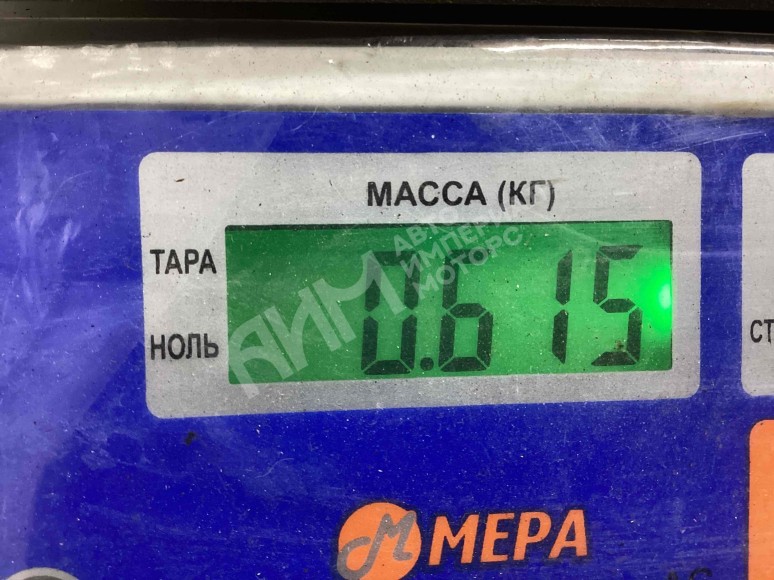 МАССА (КГ)
ТАРА
НОЛЬ
0.615
АИМ
АВТО
ИМПЕРИЯ
МОТОРС
СТ
М МЕРА